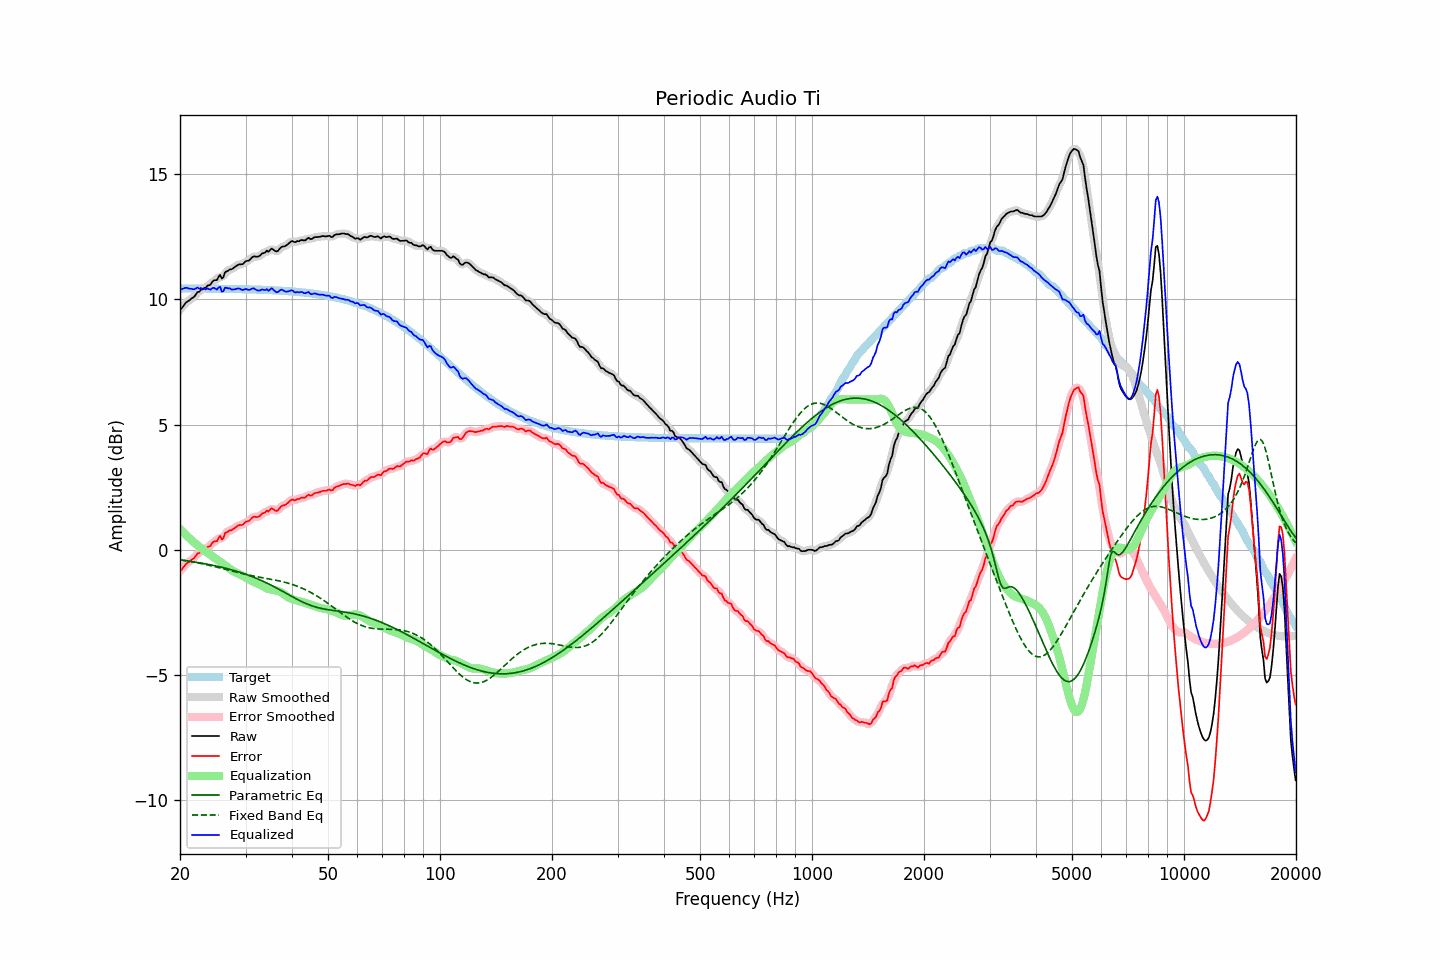 Periodic Audio Ti
Amplitude (dBr)
15
10
5
0
−5
−10
Target
Raw Smoothed
Error Smoothed
Raw
Error
Equalization
Parametric Eq
Fixed Band Eq
Equalized
20 50 100 200 500 1000 2000 5000 10000 20000
Frequency (Hz)